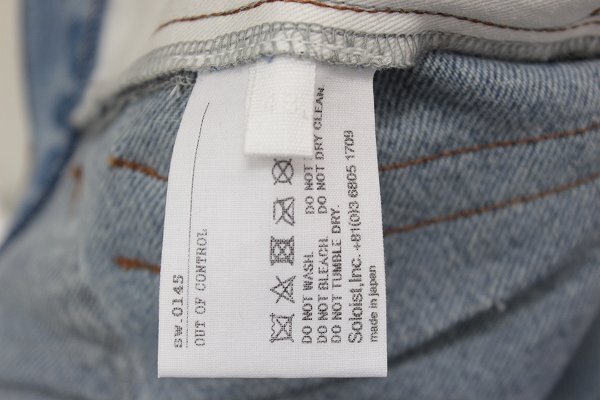 sw 0145
OUT OF CONTROL
DO NOT WASH.
DO NOT BLEACH.
DO NOT TUMBLE DRY.
DO NOT
DO NOT DRY CLEAN.
Soloist,Inc. +81(0)3 6805 1709
made in japan